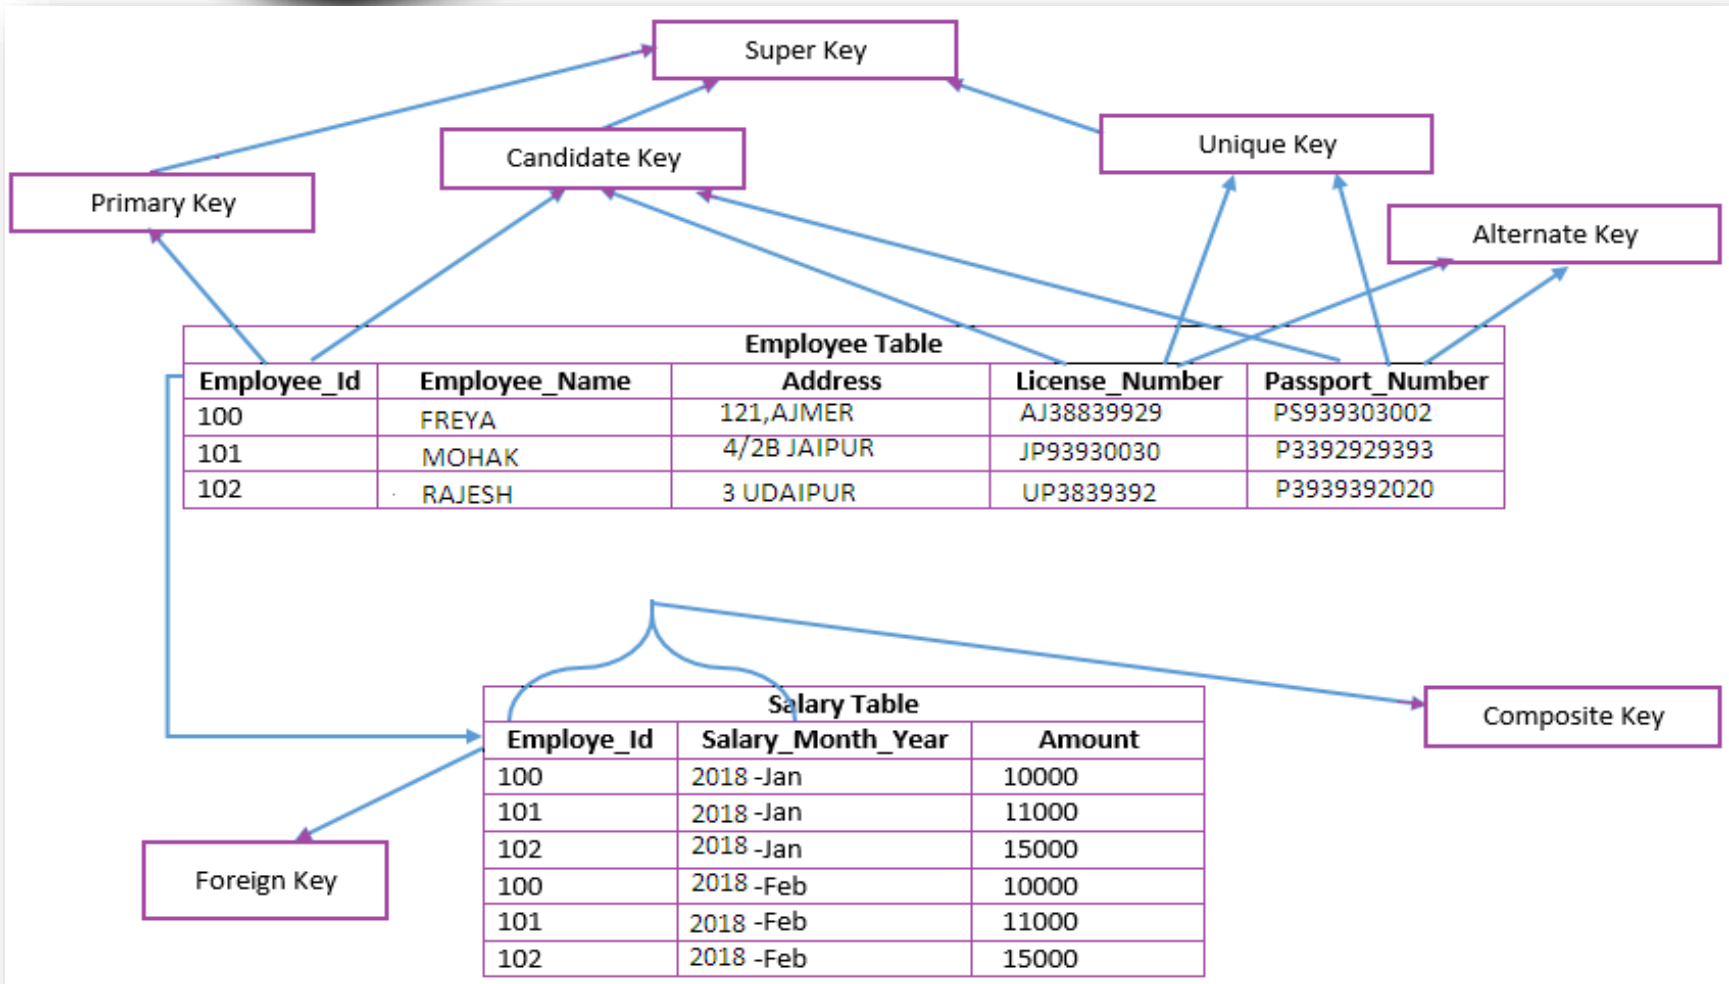 Super Key
Candidate Key
Unique Key
Primary Key
Alternate Key
Employee Table
Employee_Id Employee_Name Address License_Number Passport_Number
100 FREYA 121,AJMER AJ38839929 PS939303002
101 MOHAK 4/2B JAIPUR JP93930030 P3392929393
102 RAJESH 3 UDAIPUR UP3839392 P3939392020
Salary Table
Composite Key
Employe_Id Salary_Month_Year Amount
100 2018 -Jan 10000
101 2018 -Jan 11000
102 2018 -Jan 15000
100 2018 -Feb 10000
101 2018 -Feb 11000
102 2018 -Feb 15000
Foreign Key